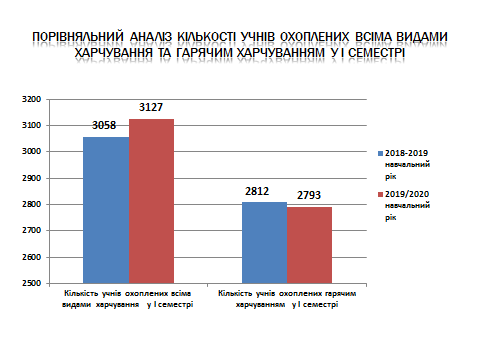 ПОРІВНЯЛЬНИЙ АНАЛІЗ КІЛЬКОСТІ УЧНІВ ОХОПЛЕНИХ ВСІМА ВИДАМИ
ХАРЧУВАННЯ ТА ГАРЯЧИМ ХАРЧУВАННЯМ У І СЕМЕСТРІ
3200
3100
3000
2900
2800
2700
2600
2500
3058
3127
2812
2793
Кількість учнів охоплених всіма
видами харчування у І семестрі
Кількість учнів охоплених гарячим
харчуванням у І семестрі
2018-2019
навчальний
рік
2019/2020
навчальний
рік